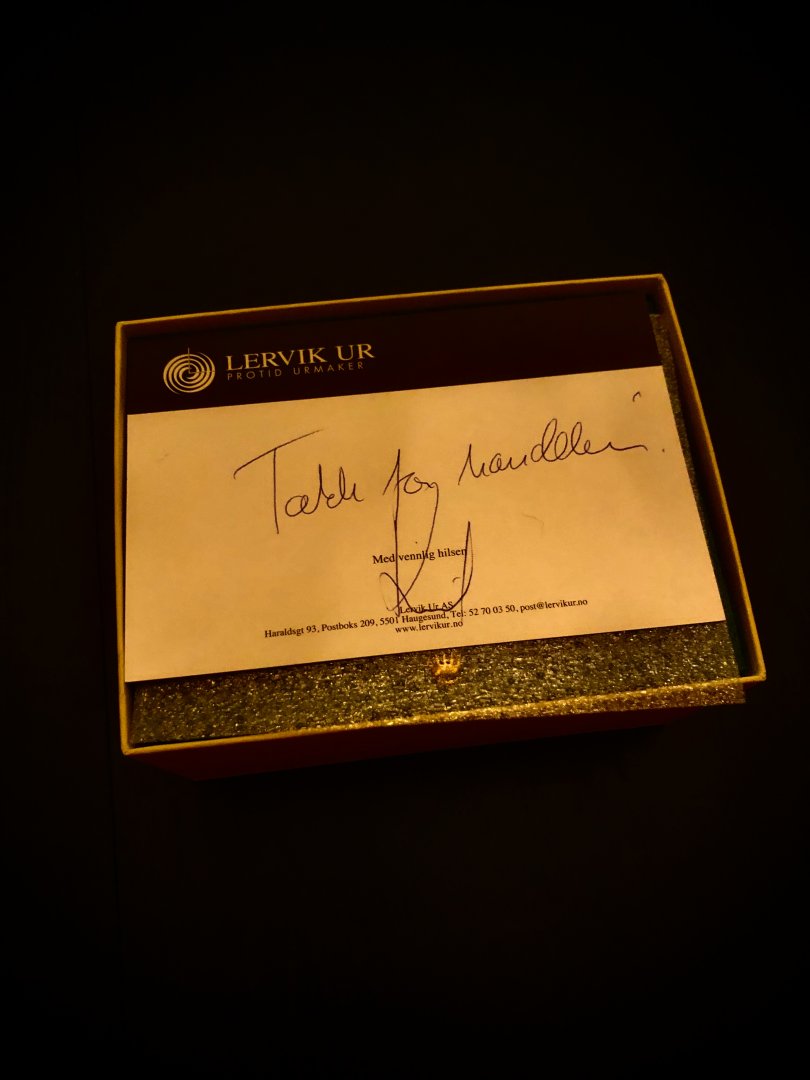 LERVIK UR
PROTID URMAKER
Takk for handelen.
Med vennlig hilsen
Lervik Ur AS
Haraldsgt 93, Postboks 209, 5501 Haugesund, Tel: 52 70 03 50, post@lervikur.no
www.lervikur.no